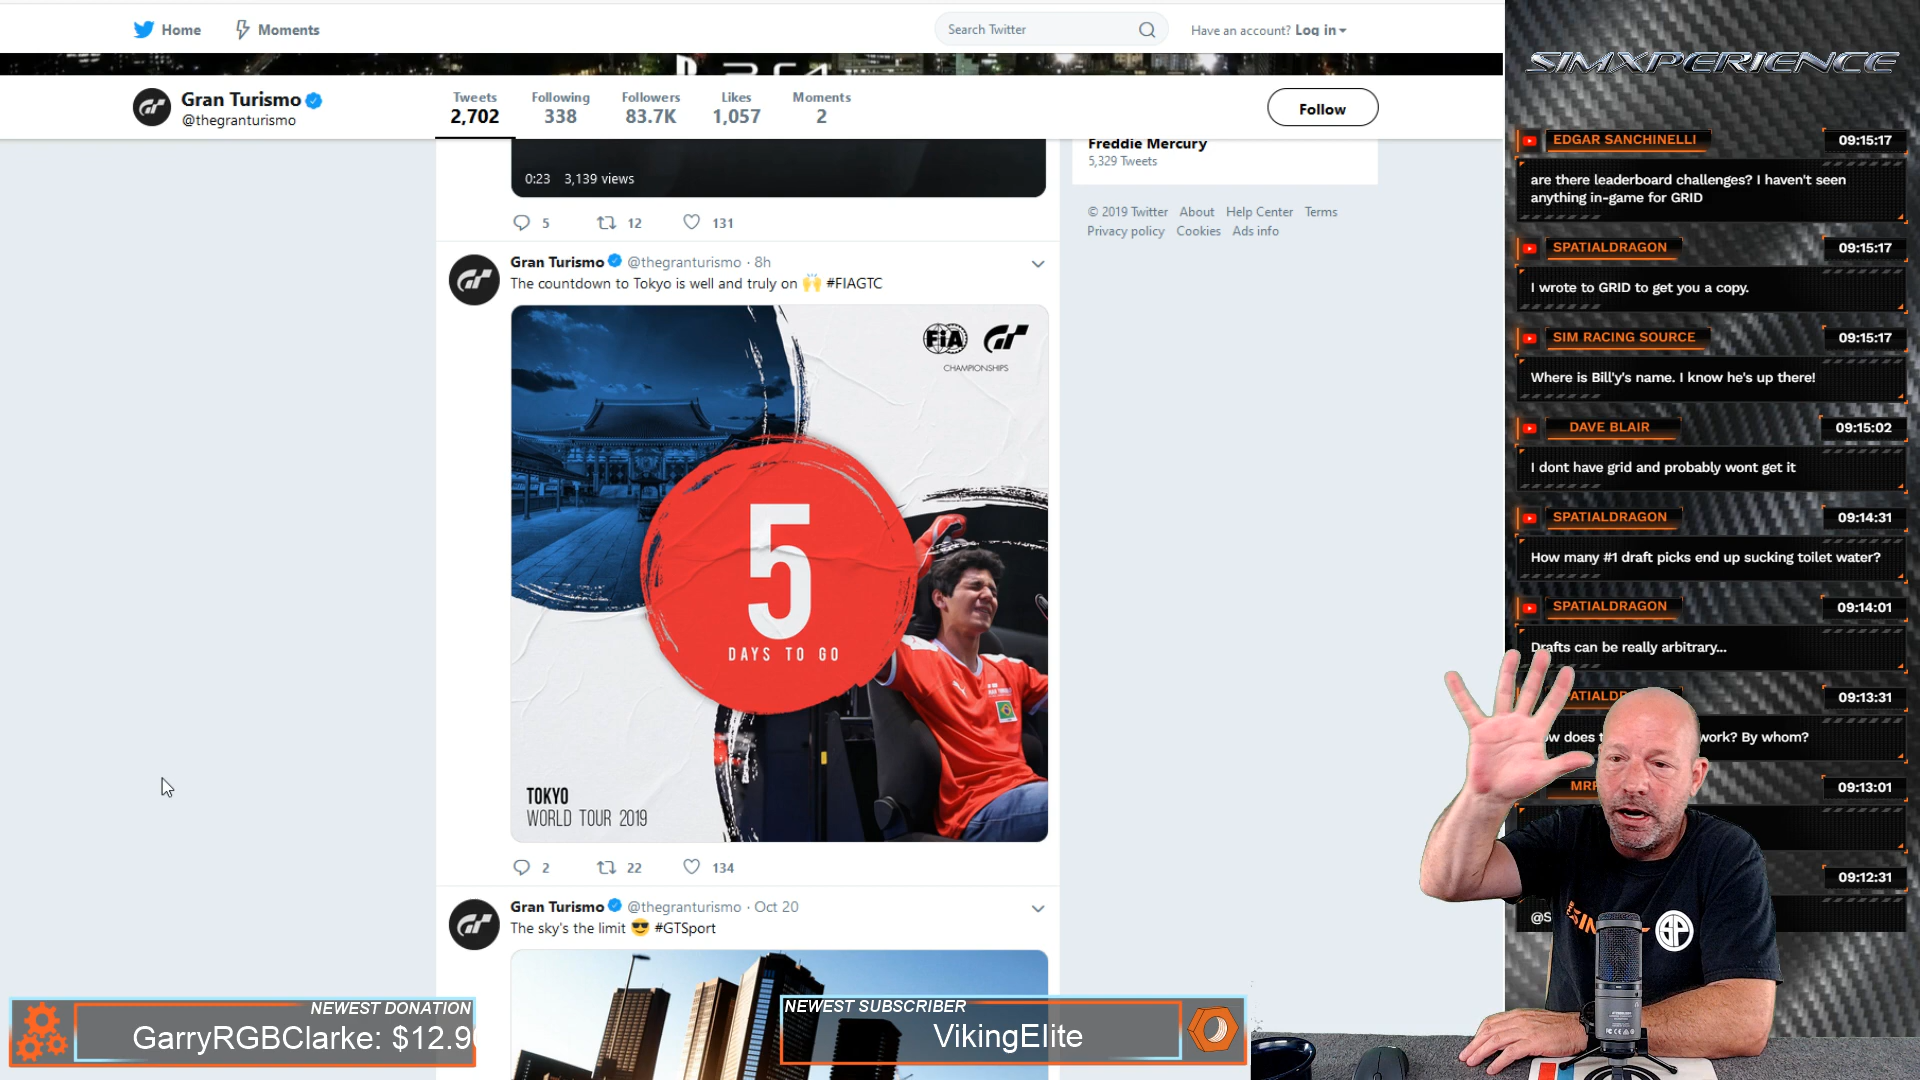 Home
Moments
Search Twitter
Have an account? Log in
Gran Turismo
@thegranturismo
Tweets
2,702
Following
338
Followers
83.7K
Likes
1,057
Moments
2
Follow
0:23 3,139 views
5 12 131
Freddie Mercury
5,329 Tweets
© 2019 Twitter About Help Center Terms
Privacy policy Cookies Ads info
Gran Turismo @thegranturismo · 8h
The countdown to Tokyo is well and truly on 🙌 #FIAGTC
FIA GT
CHAMPIONSHIPS
5
DAYS TO GO
TOKYO
WORLD TOUR 2019
2 22 134
Gran Turismo @thegranturismo · Oct 20
The sky's the limit 😎 #GTSport
NEWEST DONATION
GarryRGBClarke: $12.9
NEWEST SUBSCRIBER
VikingElite
SIMXPERIENCE
EDGAR SANCHINELLI 09:15:17
are there leaderboard challenges? I haven't seen
anything in-game for GRID
SPATIALDRAGON 09:15:17
I wrote to GRID to get you a copy.
SIM RACING SOURCE 09:15:17
Where is Bill'y's name. I know he's up there!
DAVE BLAIR 09:15:02
I dont have grid and probably wont get it
SPATIALDRAGON 09:14:31
How many #1 draft picks end up sucking toilet water?
SPATIALDRAGON 09:14:01
Drafts can be really arbitrary...
09:13:31
work? By whom?
09:13:01
09:12:31